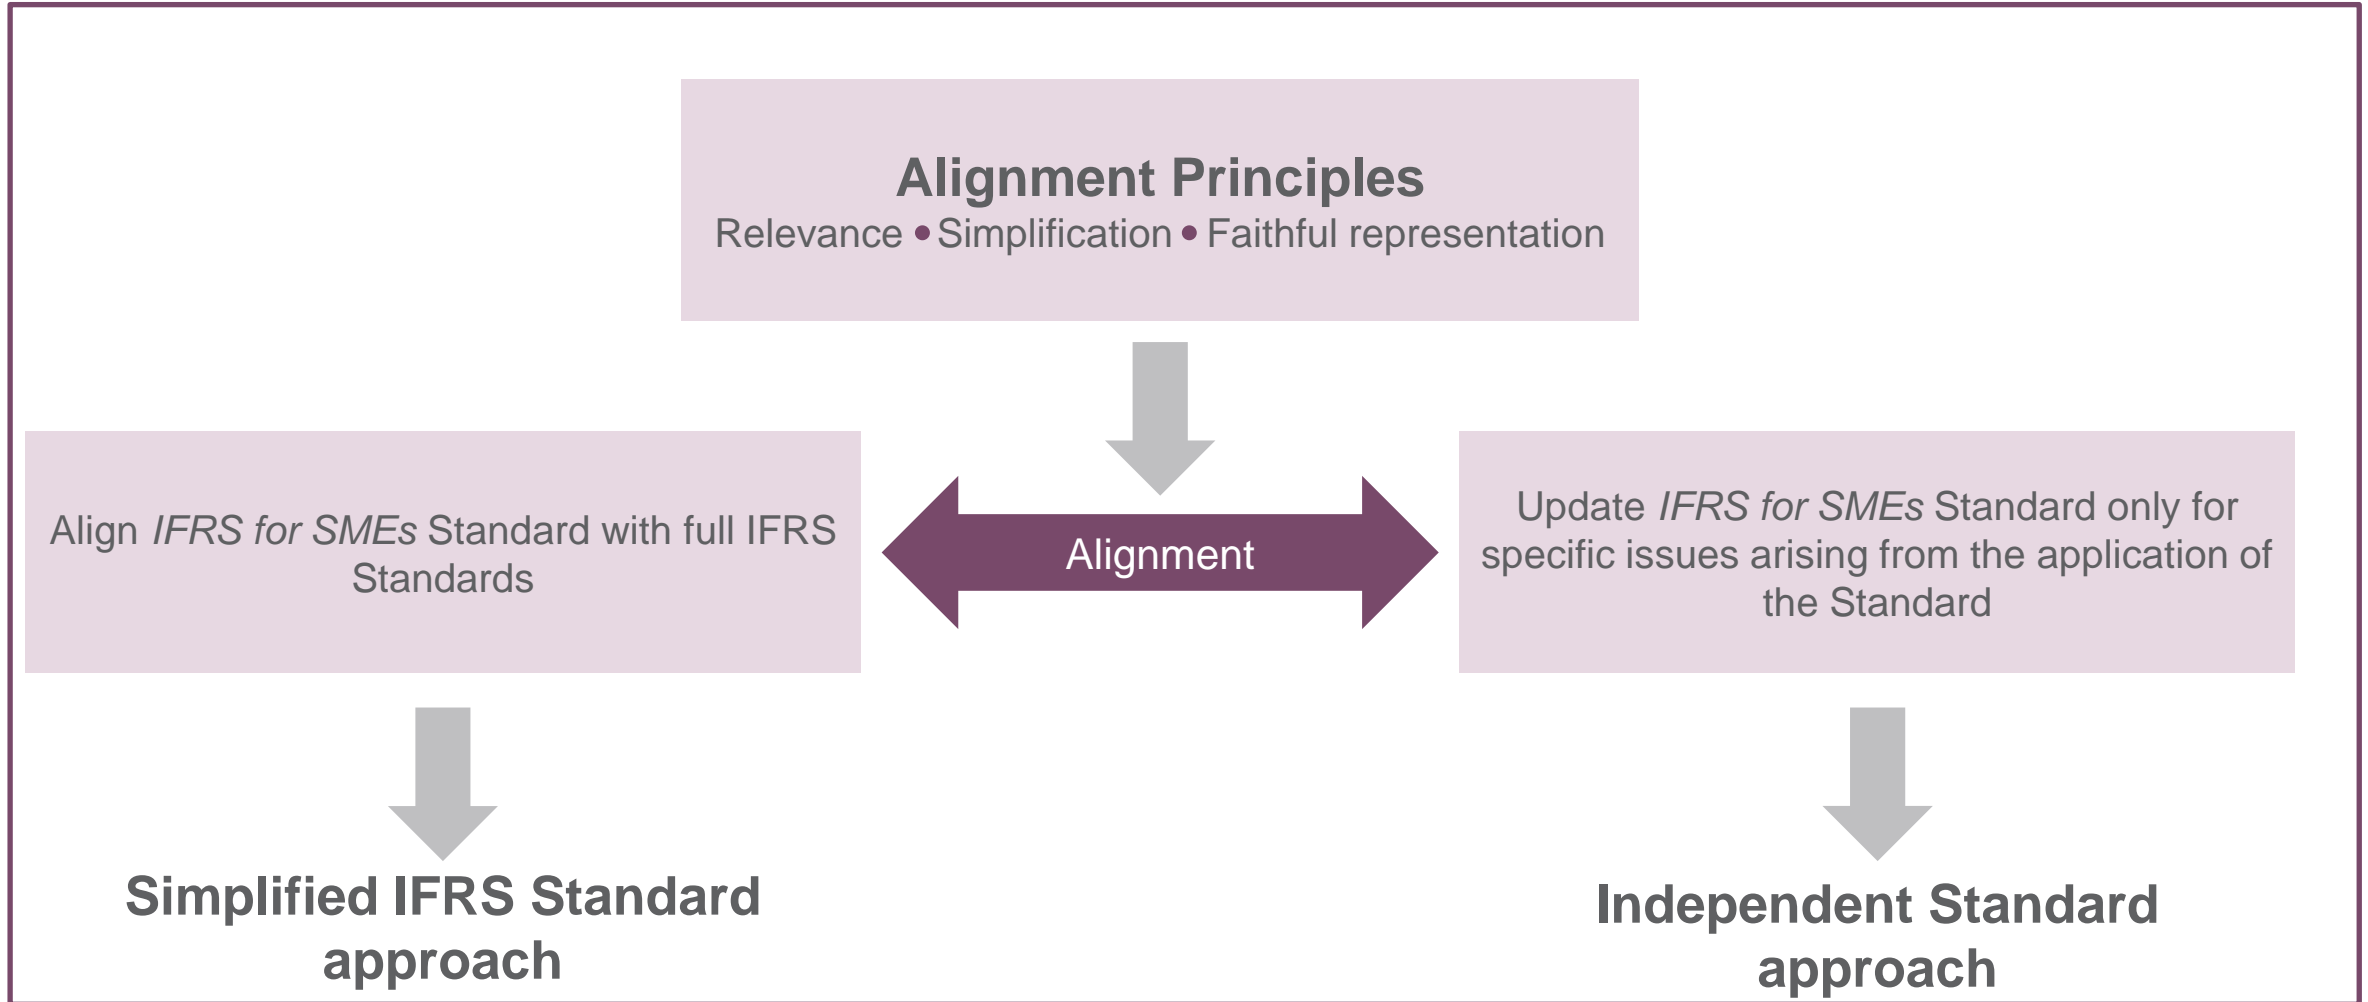 Alignment Principles
Relevance • Simplification • Faithful representation
Align IFRS for SMEs Standard with full IFRS
Standards
Alignment
Update IFRS for SMEs Standard only for
specific issues arising from the application of
the Standard
Simplified IFRS Standard
approach
Independent Standard
approach